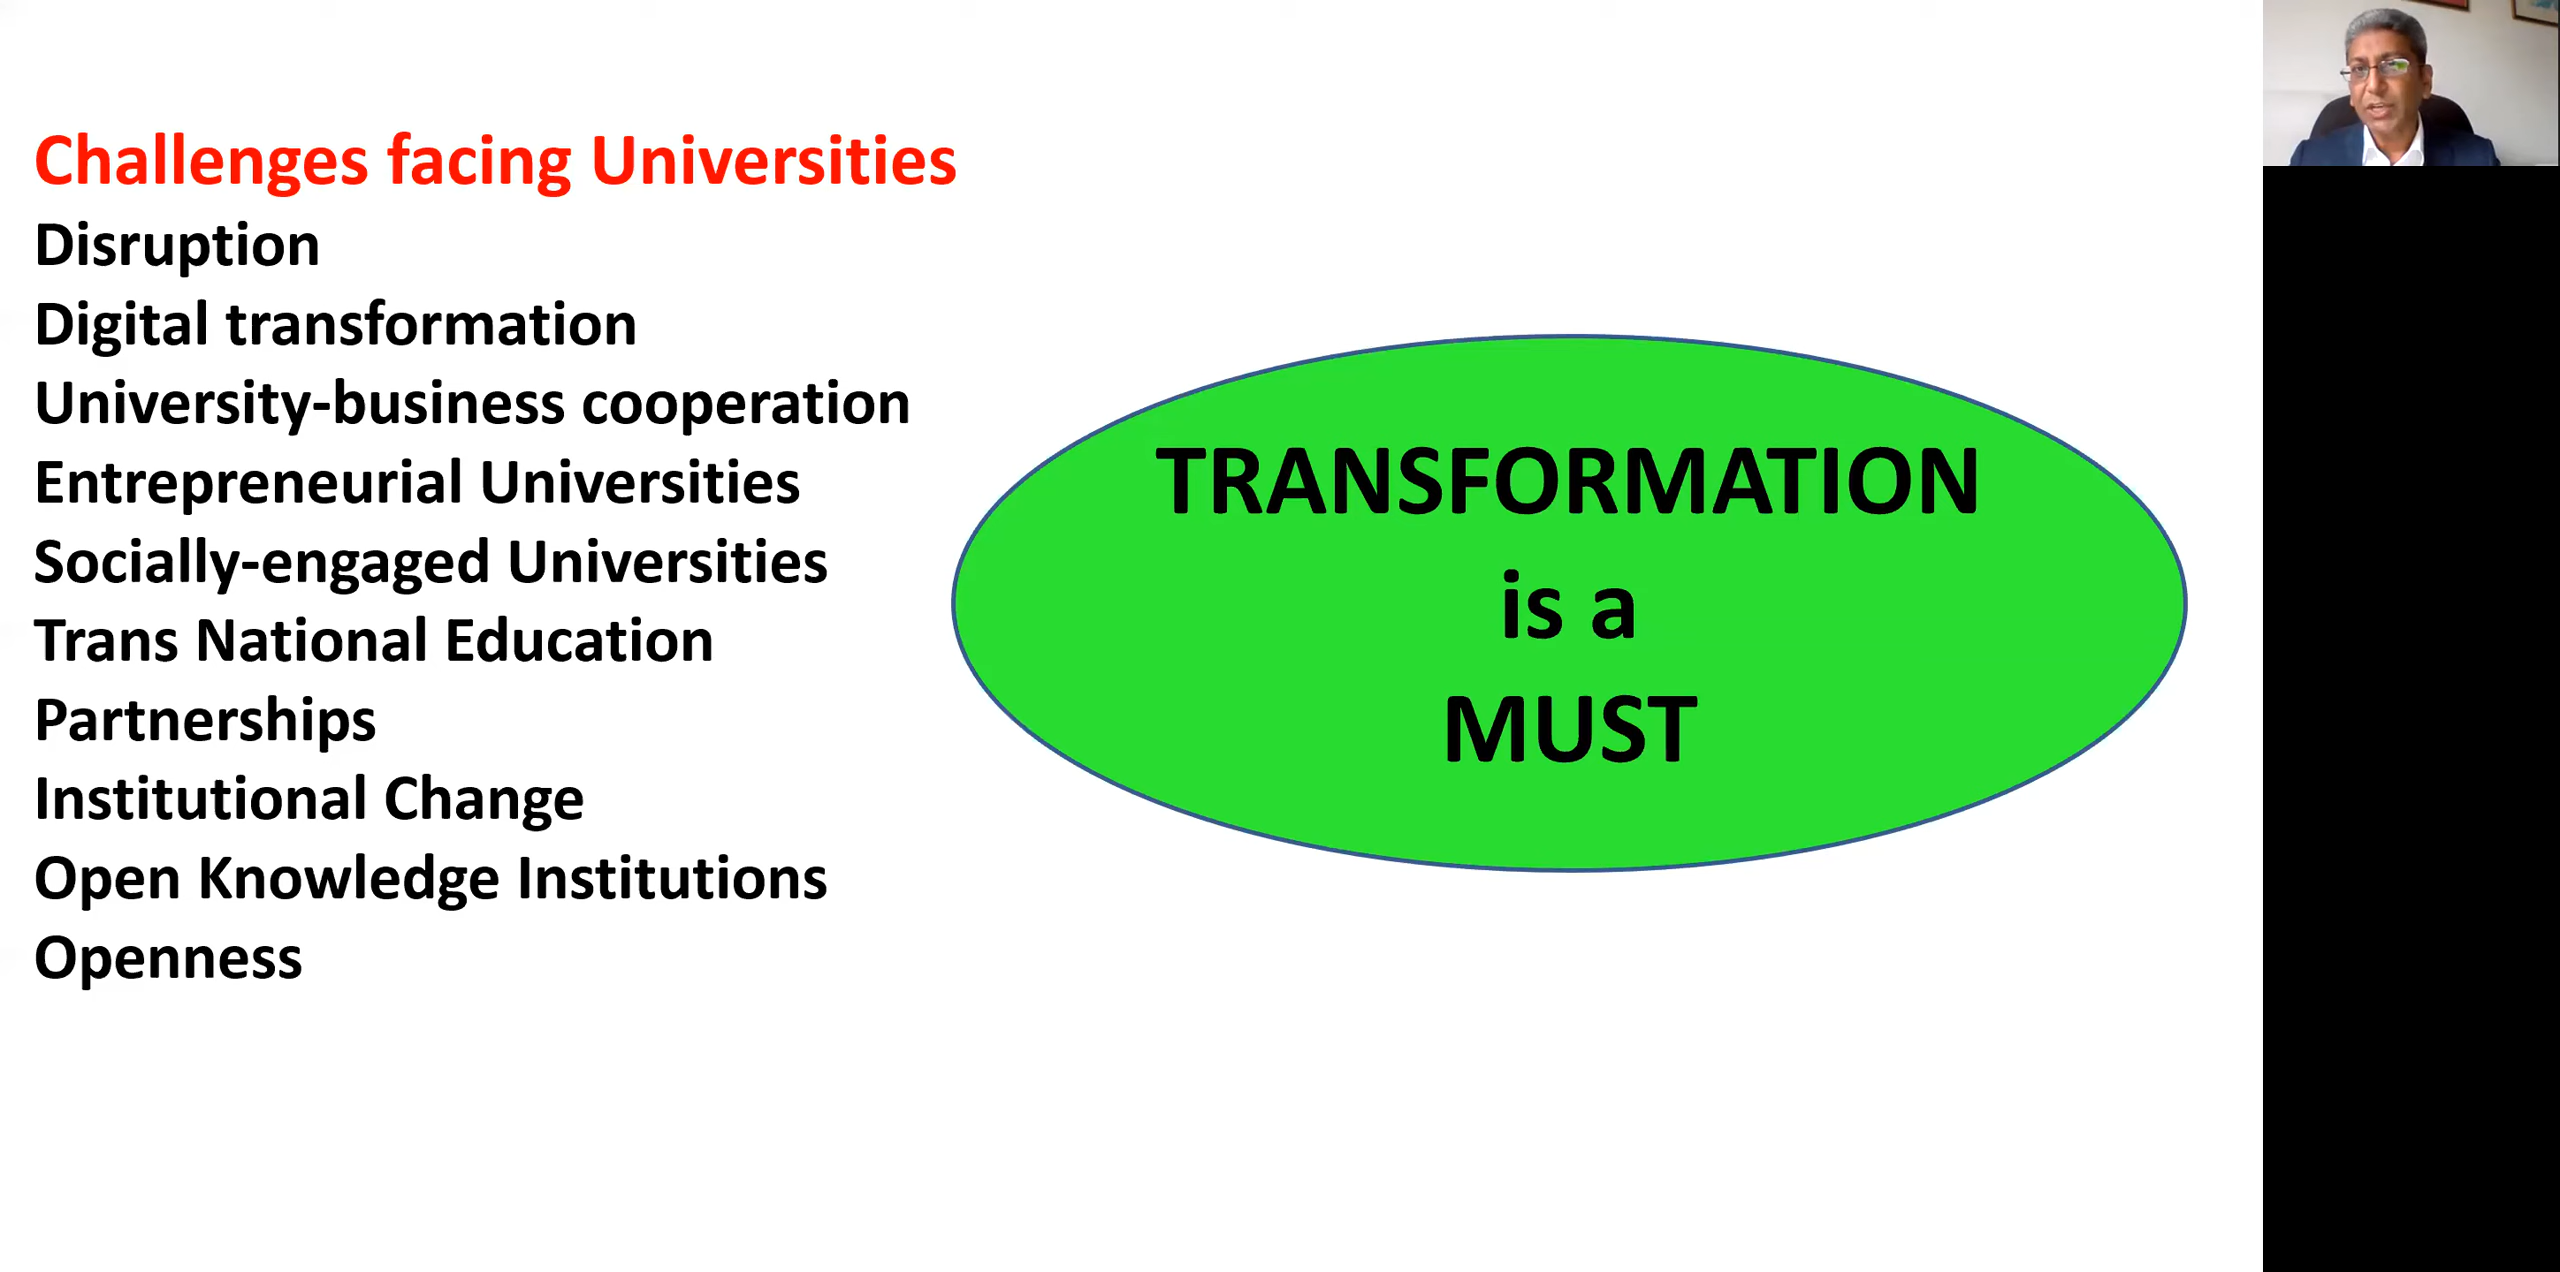 Challenges facing Universities
Disruption
Digital transformation
University-business cooperation
Entrepreneurial Universities
Socially-engaged Universities
Trans National Education
Partnerships
Institutional Change
Open Knowledge Institutions
Openness
TRANSFORMATION
is a
MUST